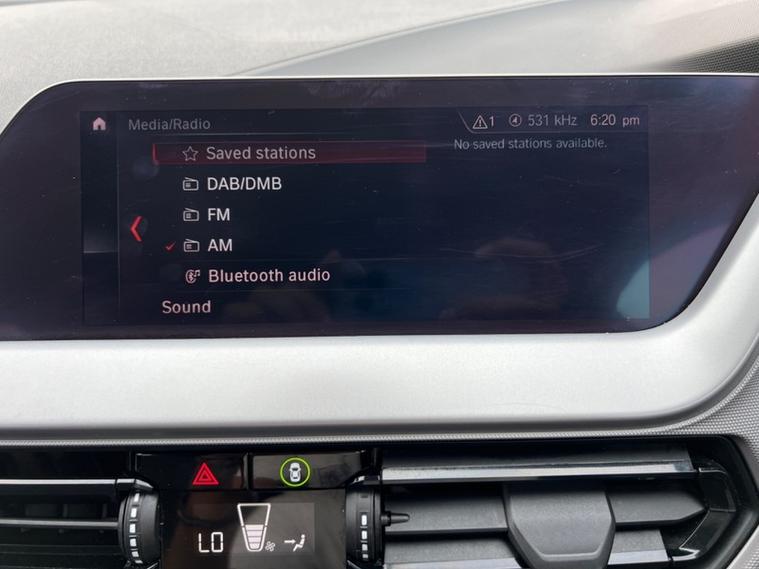 Media/Radio 1 531 kHz 6:20 pm
Saved stations No saved stations available.
DAB/DMB
FM
AM
Bluetooth audio
Sound
LO